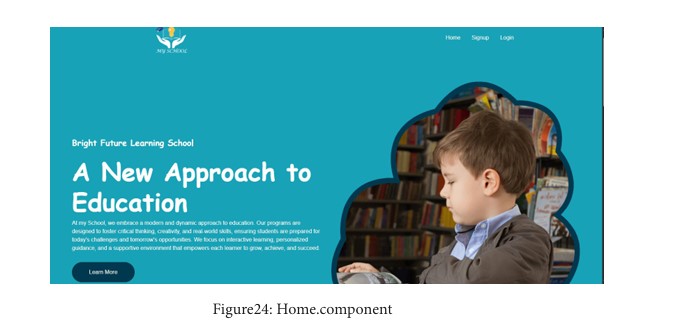 MY SCHOOL
Home Signup Login
Bright Future Learning School
A New Approach to
Education
At my School, we embrace a modern and dynamic approach to education. Our programs are
designed to foster critical thinking, creativity, and real world skills, ensuring students are prepared for
today's challenges and tomorrow's opportunities. We focus on interactive learning, personalized
guidance, and a supportive environment that empowers each learner to grow, achieve, and succeed.
Learn More
Figure24: Home.component